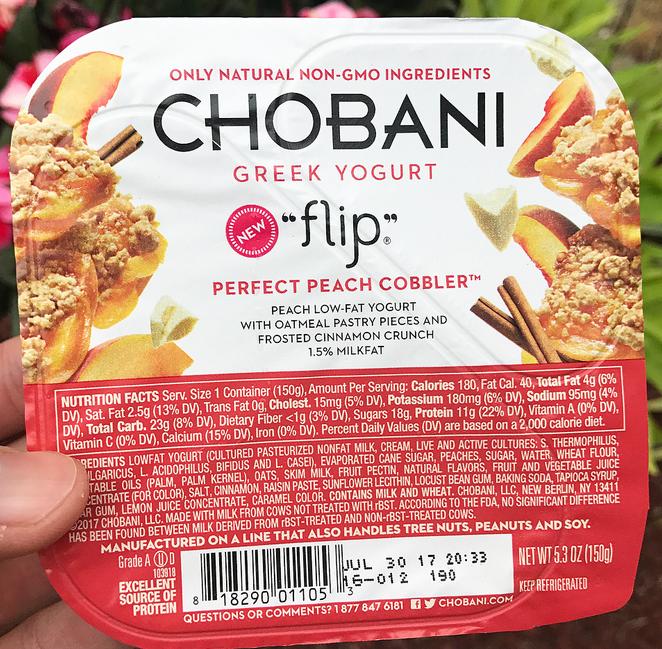 ONLY NATURAL NON-GMO INGREDIENTS
CHOBANI
GREEK YOGURT
NEW
"flip"®
PERFECT PEACH COBBLER™
PEACH LOW-FAT YOGURT
WITH OATMEAL PASTRY PIECES AND
FROSTED CINNAMON CRUNCH
1.5% MILKFAT
NUTRITION FACTS Serv. Size 1 Container (150g), Amount Per Serving: Calories 180, Fat Cal. 40, Total Fat 4g (6%
DV), Sat. Fat 2.5g (13% DV), Trans Fat 0g, Cholest. 15mg (5% DV), Potassium 180mg (6% DV), Sodium 95mg (4%
DV), Total Carb. 23g (8% DV), Dietary Fiber <1g (3% DV), Sugars 18g, Protein 11g (22% DV), Vitamin A (0% DV),
Vitamin C (0% DV), Calcium (15% DV), Iron (0% DV). Percent Daily Values (DV) are based on a 2,000 calorie diet.
EDIENTS LOWFAT YOGURT (CULTURED PASTEURIZED NONFAT MILK, CREAM, LIVE AND ACTIVE CULTURES: S. THERMOPHILUS,
ULGARICUS, L. ACIDOPHILUS, BIFIDUS AND L. CASEI), EVAPORATED CANE SUGAR, PEACHES, SUGAR, WATER, WHEAT FLOUR,
TABLE OILS (PALM, PALM KERNEL), OATS, SKIM MILK, FRUIT PECTIN, NATURAL FLAVORS, FRUIT AND VEGETABLE JUICE
CENTRATE (FOR COLOR), SALT, CINNAMON, RAISIN PASTE, SUNFLOWER LECITHIN, LOCUST BEAN GUM, BAKING SODA, TAPIOCA SYRUP,
AR GUM, LEMON JUICE CONCENTRATE, CARAMEL COLOR. CONTAINS MILK AND WHEAT. CHOBANI, LLC, NEW BERLIN, NY 13411
©2017 CHOBANI, LLC. MADE WITH MILK FROM COWS NOT TREATED WITH rBST. ACCORDING TO THE FDA, NO SIGNIFICANT DIFFERENCE
HAS BEEN FOUND BETWEEN MILK DERIVED FROM rBST-TREATED AND NON-rBST-TREATED COWS.
MANUFACTURED ON A LINE THAT ALSO HANDLES TREE NUTS, PEANUTS AND SOY.
Grade A Ⓤ D
103918
EXCELLENT
SOURCE OF
PROTEIN
8 18290 01105 3
JUL 30 17 20:33
16-012 190
NET WT 5.3 OZ (150g)
KEEP REFRIGERATED
QUESTIONS OR COMMENTS? 1 877 847 6181 CHOBANI.COM